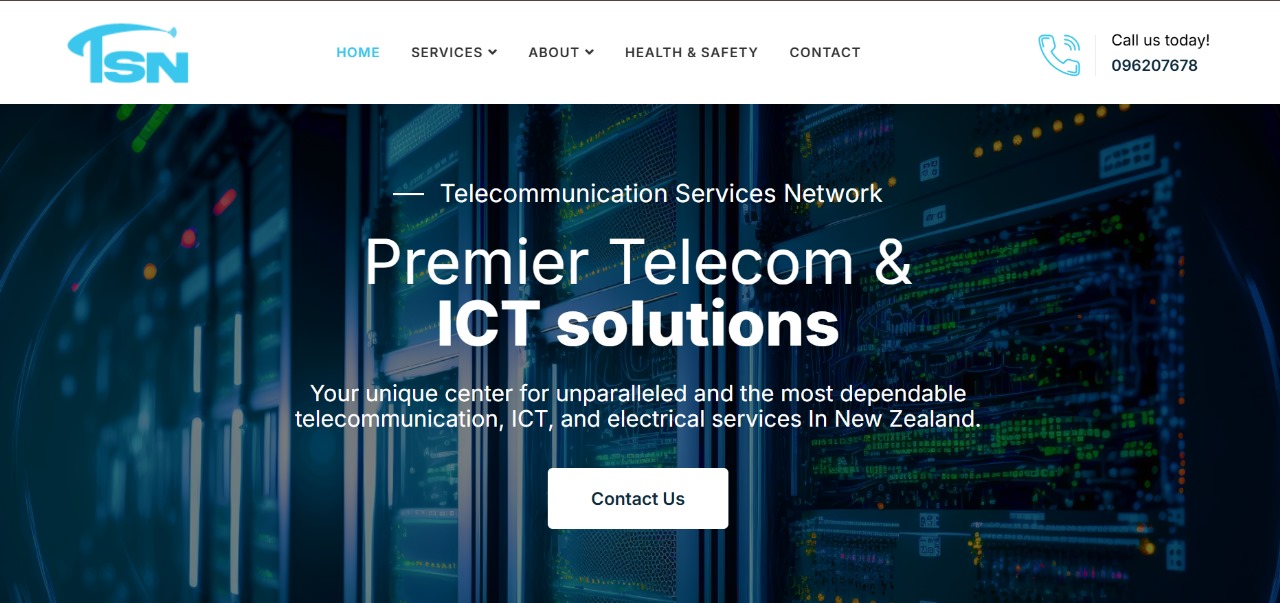 TSN
HOME SERVICES ABOUT HEALTH & SAFETY CONTACT
Call us today!
096207678
Telecommunication Services Network
Premier Telecom &
ICT solutions
Your unique center for unparalleled and the most dependable
telecommunication, ICT, and electrical services In New Zealand.
Contact Us